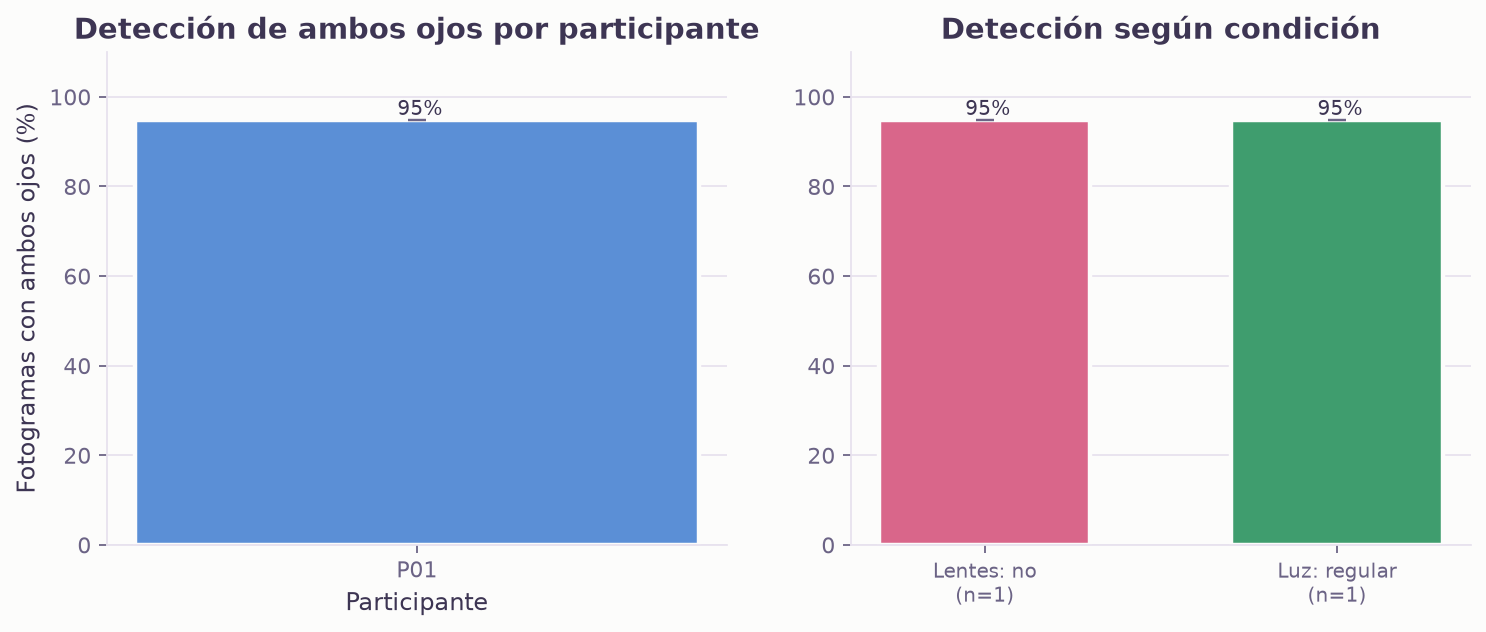 Detección de ambos ojos por participante
Fotogramas con ambos ojos (%)
100
80
60
40
20
0
95%
P01
Participante
Detección según condición
100
80
60
40
20
0
95%
95%
Lentes: no
(n=1)
Luz: regular
(n=1)